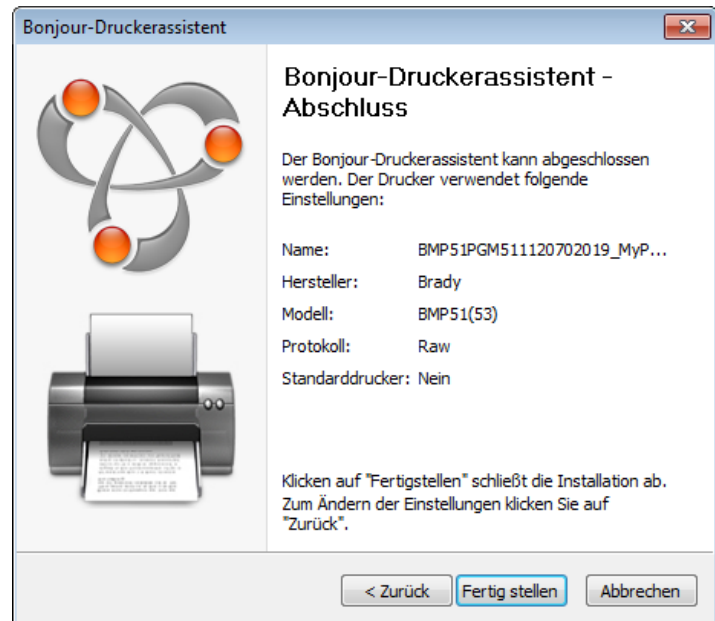 Bonjour-Druckerassistent
Bonjour-Druckerassistent -
Abschluss
Der Bonjour-Druckerassistent kann abgeschlossen
werden. Der Drucker verwendet folgende
Einstellungen:
Name: BMP51PGM511120702019_MyP...
Hersteller: Brady
Modell: BMP51(53)
Protokoll: Raw
Standarddrucker: Nein
Klicken auf "Fertigstellen" schließt die Installation ab.
Zum Ändern der Einstellungen klicken Sie auf
"Zurück".
< Zurück Fertig stellen Abbrechen